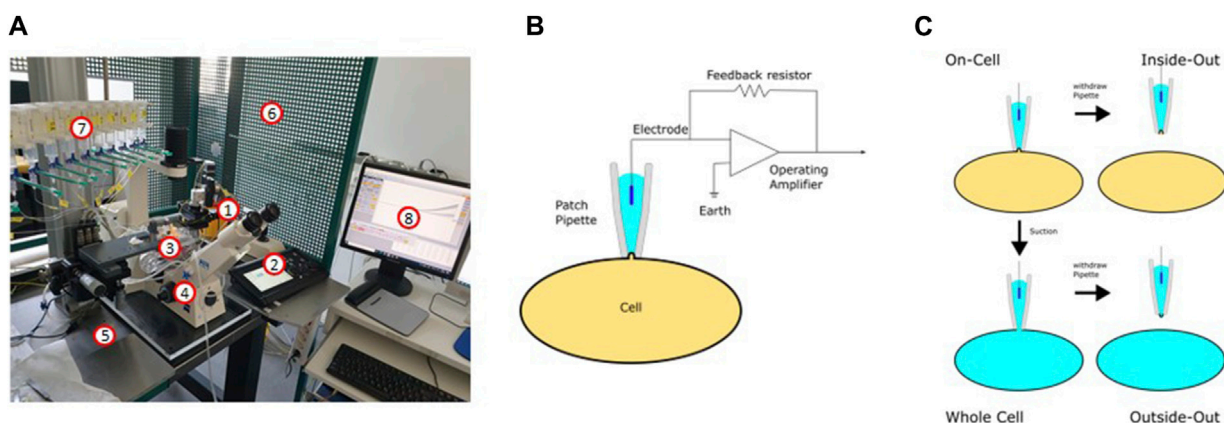 A
1
2
3
4
5
6
7
8
B
Feedback resistor
Electrode
Operating
Amplifier
Earth
Patch
Pipette
Cell
C
On-Cell
withdraw
Pipette
Inside-Out
Suction
withdraw
Pipette
Whole Cell
Outside-Out